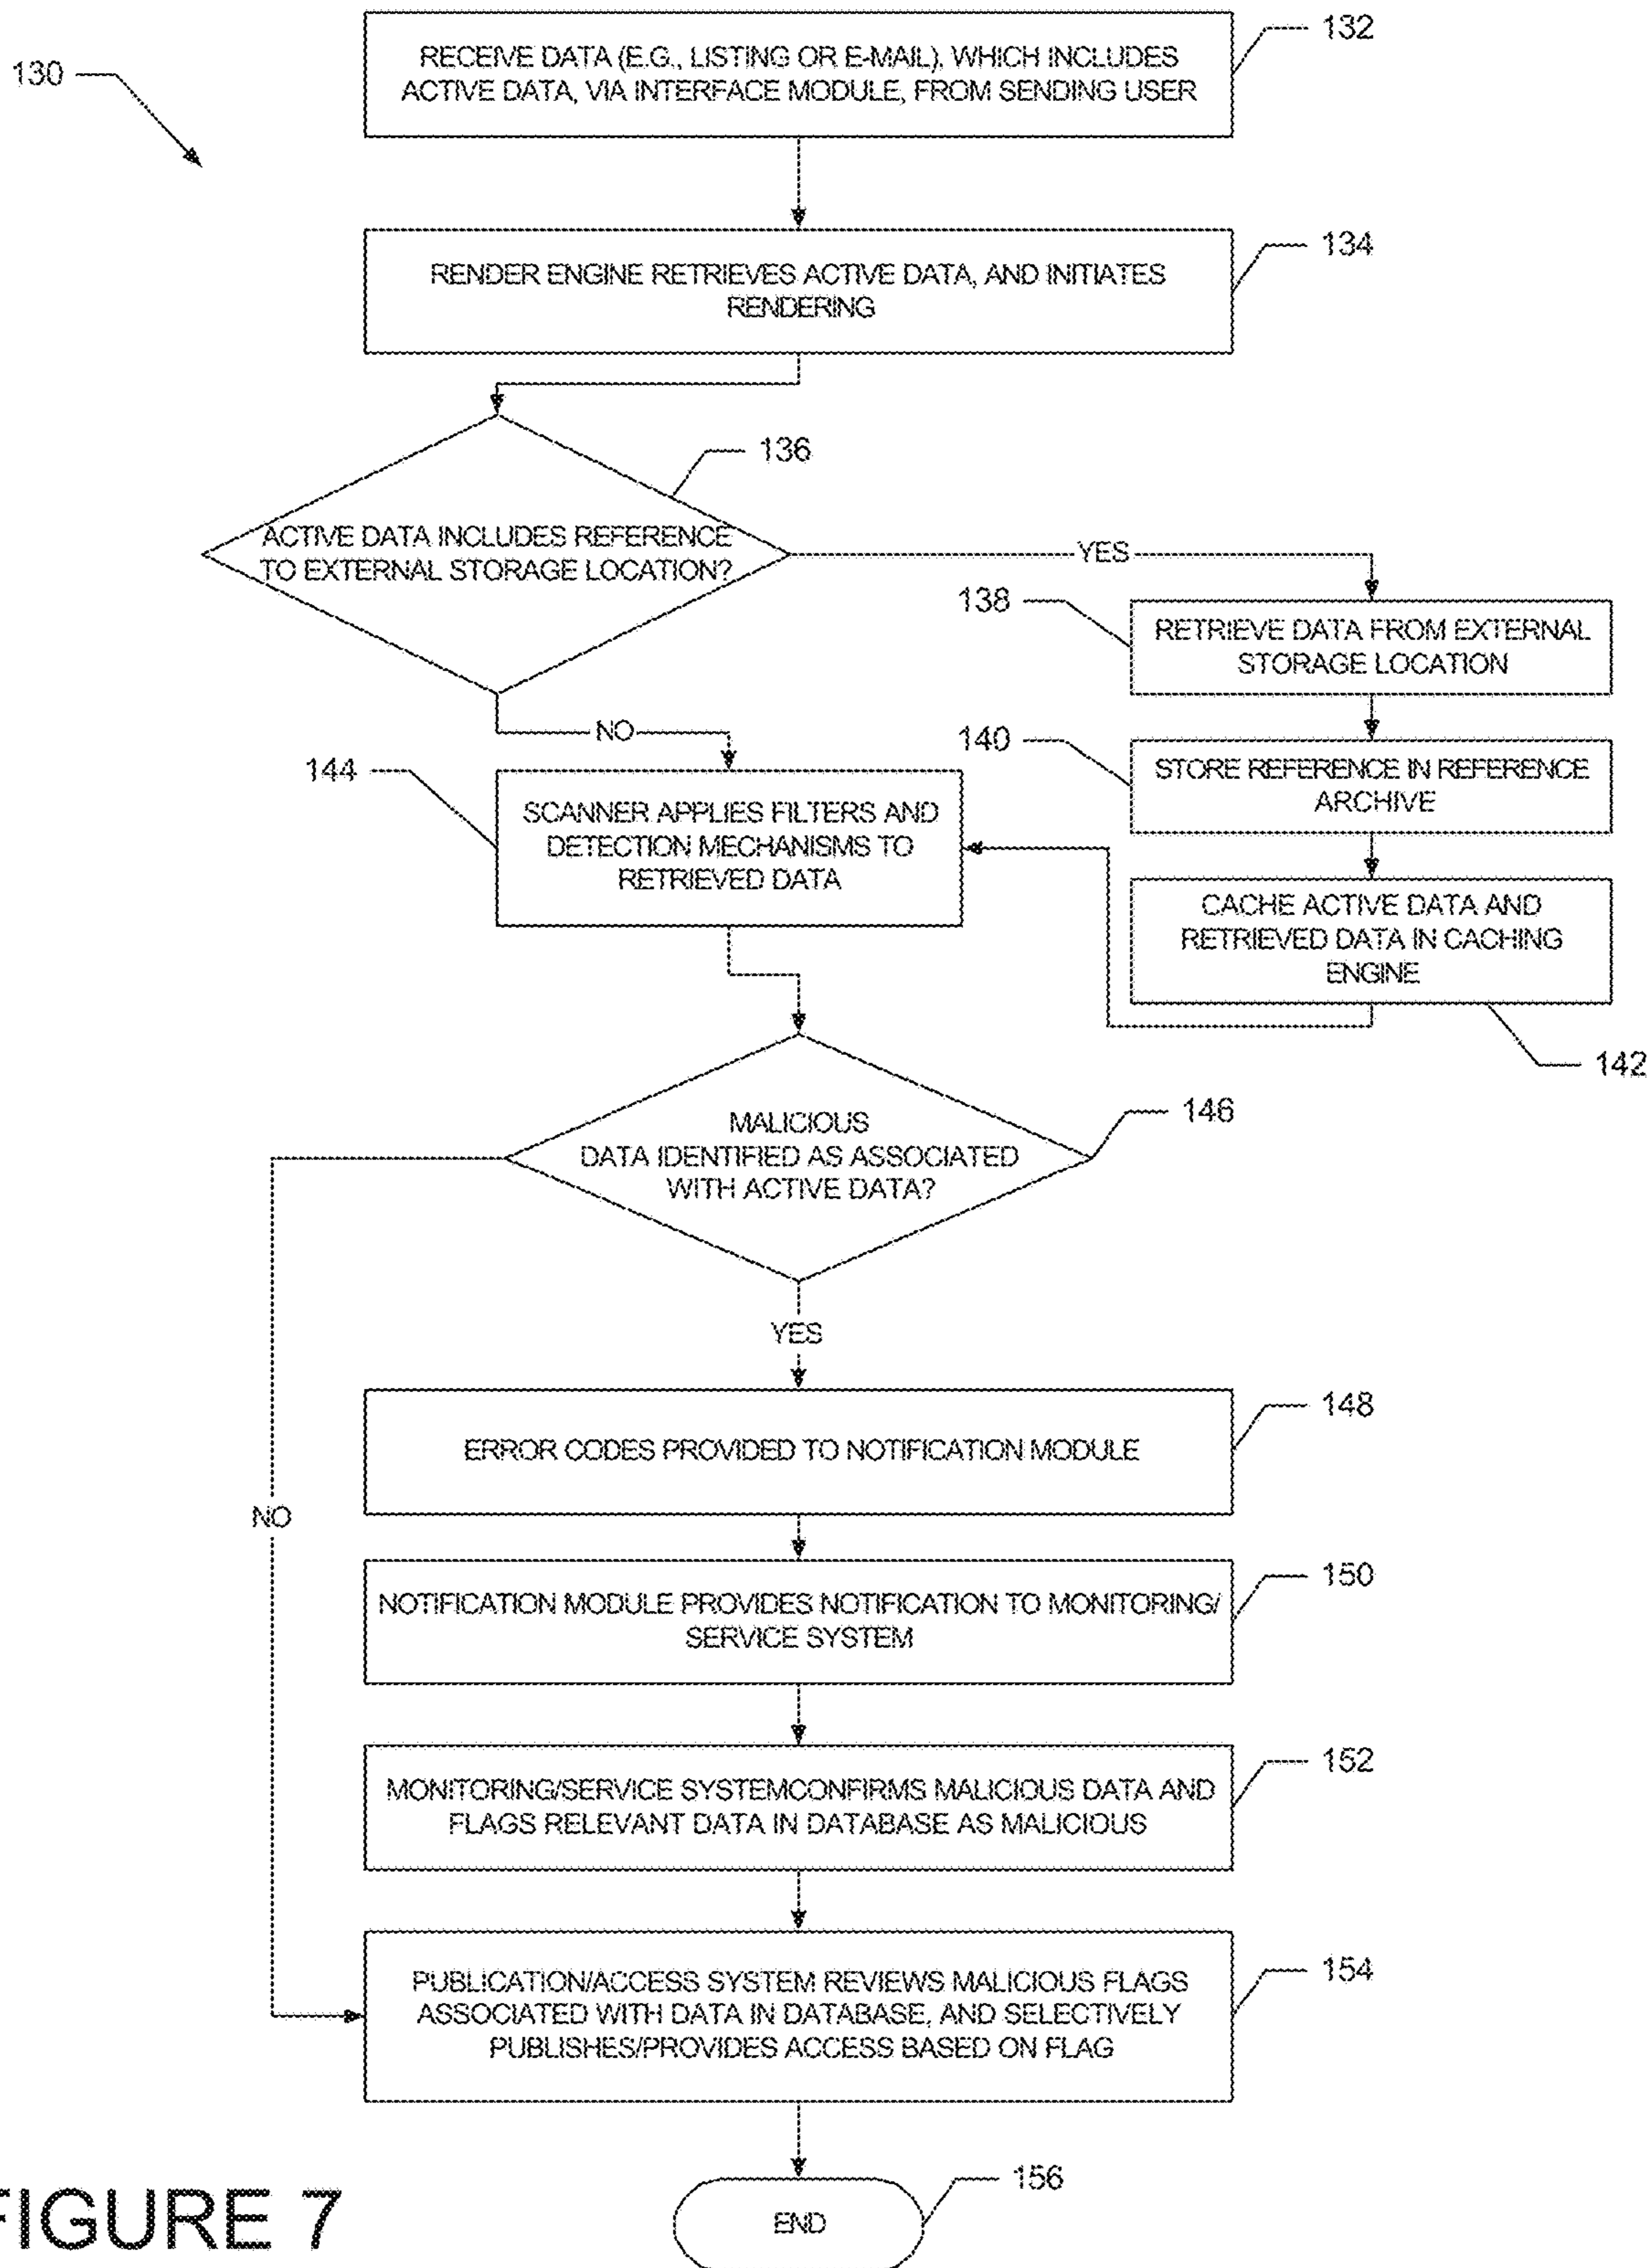 132
RECEIVE DATA (E.G., LISTING OR E-MAIL), WHICH INCLUDES
ACTIVE DATA, VIA INTERFACE MODULE, FROM SENDING USER
130
134
RENDER ENGINE RETRIEVES ACTIVE DATA, AND INITIATES
RENDERING
136
ACTIVE DATA INCLUDES REFERENCE
TO EXTERNAL STORAGE LOCATION?
YES
138
RETRIEVE DATA FROM EXTERNAL
STORAGE LOCATION
NO
140
STORE REFERENCE IN REFERENCE
ARCHIVE
144
SCANNER APPLIES FILTERS AND
DETECTION MECHANISMS TO
RETRIEVED DATA
CACHE ACTIVE DATA AND
RETRIEVED DATA IN CACHING
ENGINE
142
146
MALICIOUS
DATA IDENTIFIED AS ASSOCIATED
WITH ACTIVE DATA?
YES
148
ERROR CODES PROVIDED TO NOTIFICATION MODULE
NO
150
NOTIFICATION MODULE PROVIDES NOTIFICATION TO MONITORING/
SERVICE SYSTEM
152
MONITORING/SERVICE SYSTEMCONFIRMS MALICIOUS DATA AND
FLAGS RELEVANT DATA IN DATABASE AS MALICIOUS
154
PUBLICATION/ACCESS SYSTEM REVIEWS MALICIOUS FLAGS
ASSOCIATED WITH DATA IN DATABASE, AND SELECTIVELY
PUBLISHES/PROVIDES ACCESS BASED ON FLAG
156
END
FIGURE 7